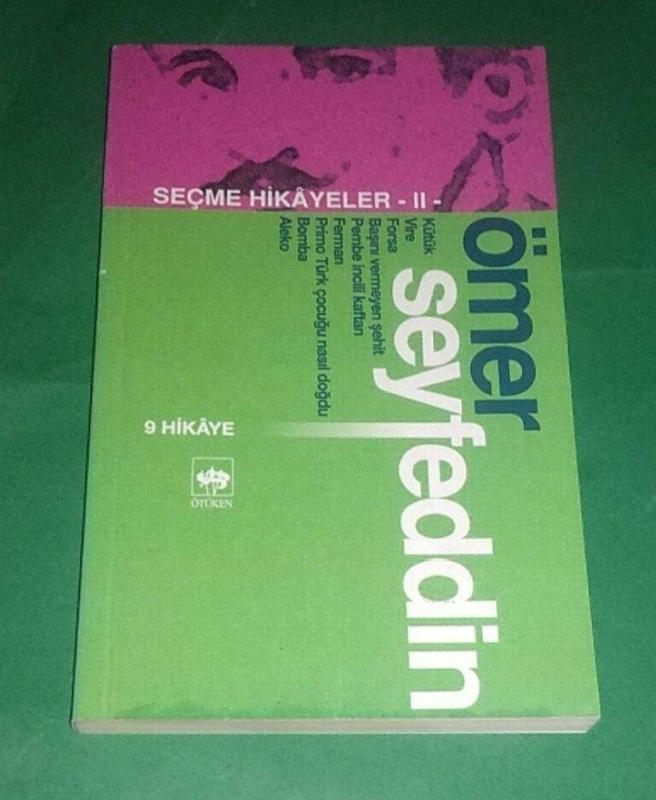 SEÇME HİKÂYELER - II -
ömer
seyfeddin
Kütük
Vire
Forsa
Başını vermeyen şehit
Pembe incili kaftan
Ferman
Primo Türk çocuğu nasıl doğdu
Bomba
Aleko
9 HİKÂYE
ÖTÜKEN